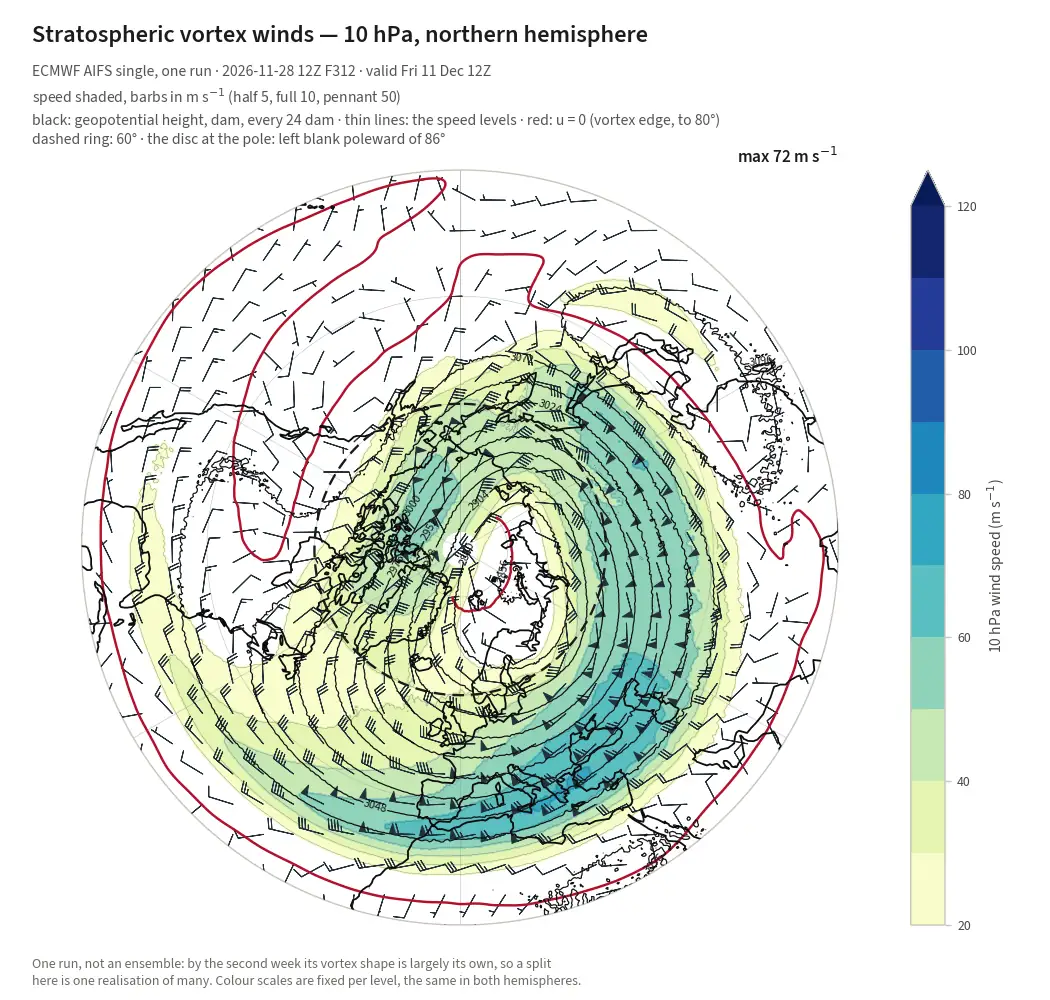 Stratospheric vortex winds — 10 hPa, northern hemisphere
ECMWF AIFS single, one run · 2026-11-28 12Z F312 · valid Fri 11 Dec 12Z
speed shaded, barbs in m s⁻¹ (half 5, full 10, pennant 50)
black: geopotential height, dam, every 24 dam · thin lines: the speed levels · red: u = 0 (vortex edge, to 80°)
dashed ring: 60° · the disc at the pole: left blank poleward of 86°
max 72 m s⁻¹
120
100
80
60
40
20
10 hPa wind speed (m s⁻¹)
3024
3000
2904
3048
One run, not an ensemble: by the second week its vortex shape is largely its own, so a split
here is one realisation of many. Colour scales are fixed per level, the same in both hemispheres.